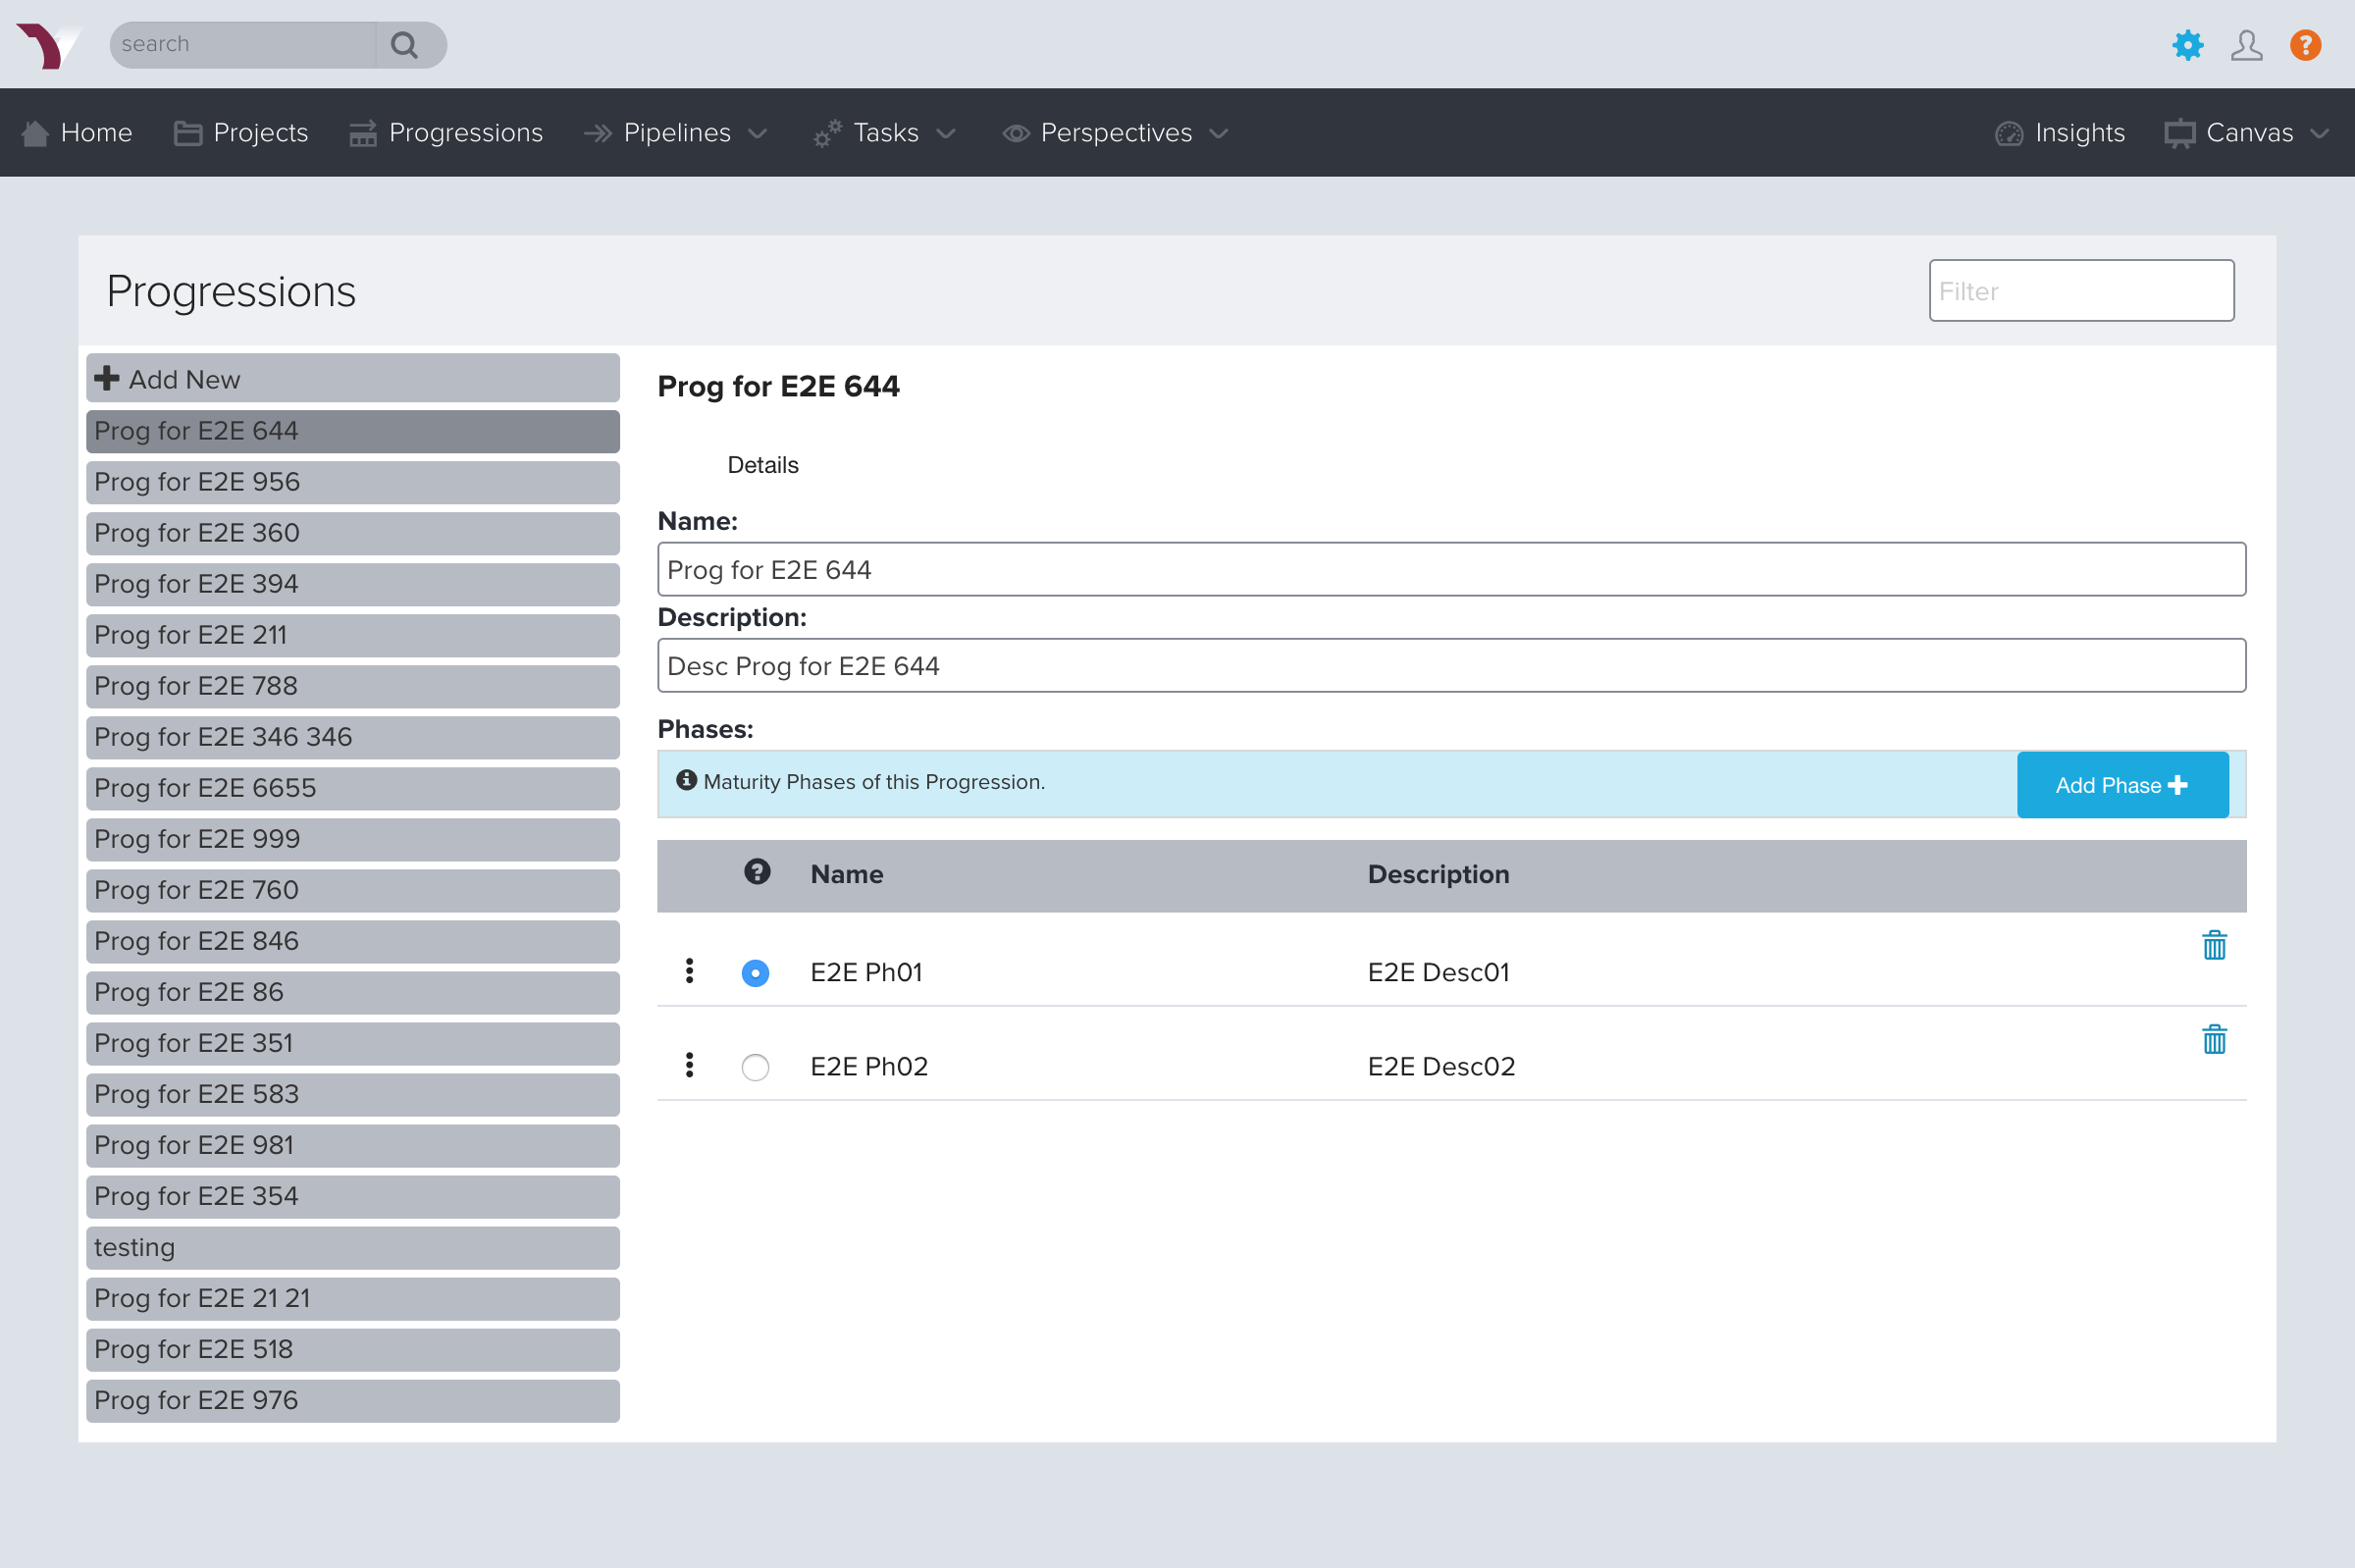 search
Home Projects Progressions Pipelines Tasks Perspectives Insights Canvas
Progressions
Filter
Add New
Prog for E2E 644
Prog for E2E 956
Prog for E2E 360
Prog for E2E 394
Prog for E2E 211
Prog for E2E 788
Prog for E2E 346 346
Prog for E2E 6655
Prog for E2E 999
Prog for E2E 760
Prog for E2E 846
Prog for E2E 86
Prog for E2E 351
Prog for E2E 583
Prog for E2E 981
Prog for E2E 354
testing
Prog for E2E 21 21
Prog for E2E 518
Prog for E2E 976
Prog for E2E 644
Details
Name:
Prog for E2E 644
Description:
Desc Prog for E2E 644
Phases:
Maturity Phases of this Progression.
Add Phase
Name Description
E2E Ph01 E2E Desc01
E2E Ph02 E2E Desc02